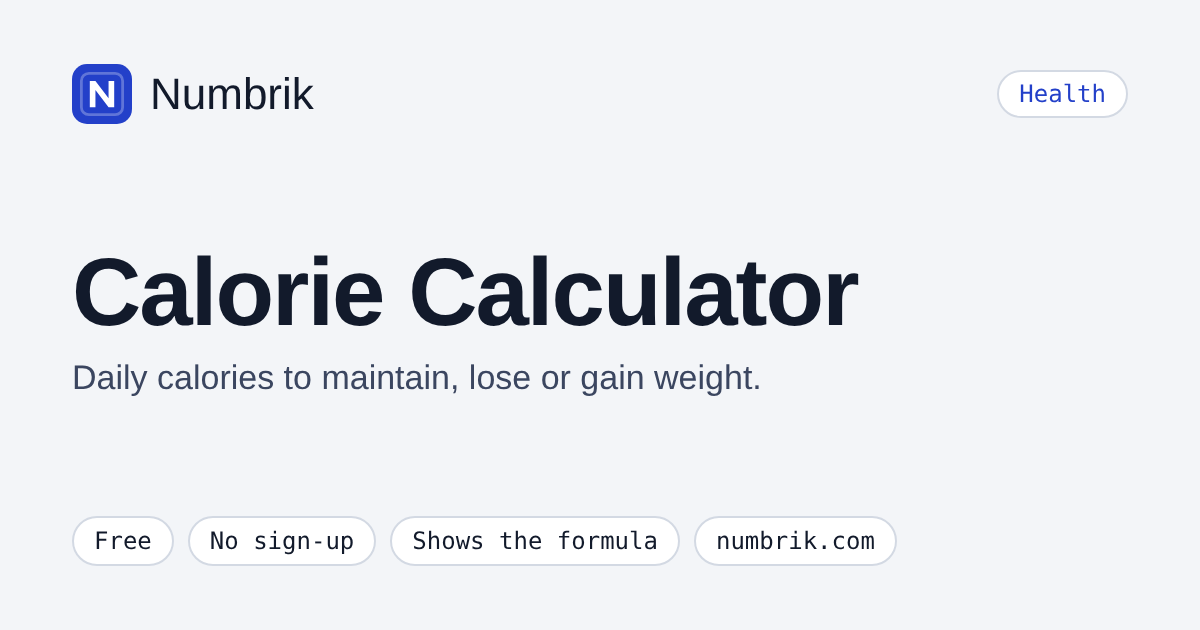 N Numbrik
Health
Calorie Calculator
Daily calories to maintain, lose or gain weight.
Free
No sign-up
Shows the formula
numbrik.com